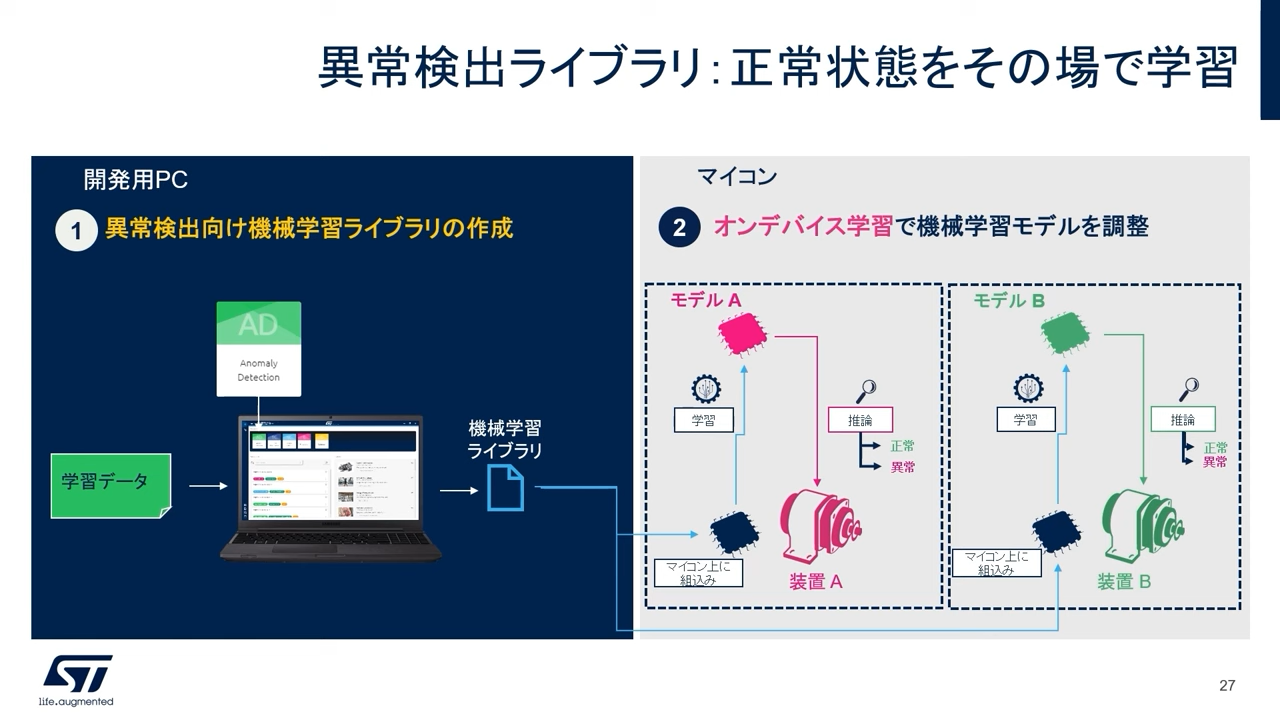 異常検出ライブラリ：正常状態をその場で学習
開発用PC
1 異常検出向け機械学習ライブラリの作成
AD
Anomaly
Detection
学習データ
機械学習
ライブラリ
マイコン
2 オンデバイス学習で機械学習モデルを調整
モデル A
学習
推論
正常
異常
マイコン上に
組込み
装置 A
モデル B
学習
推論
正常
異常
マイコン上に
組込み
装置 B
ST
life.augmented
27